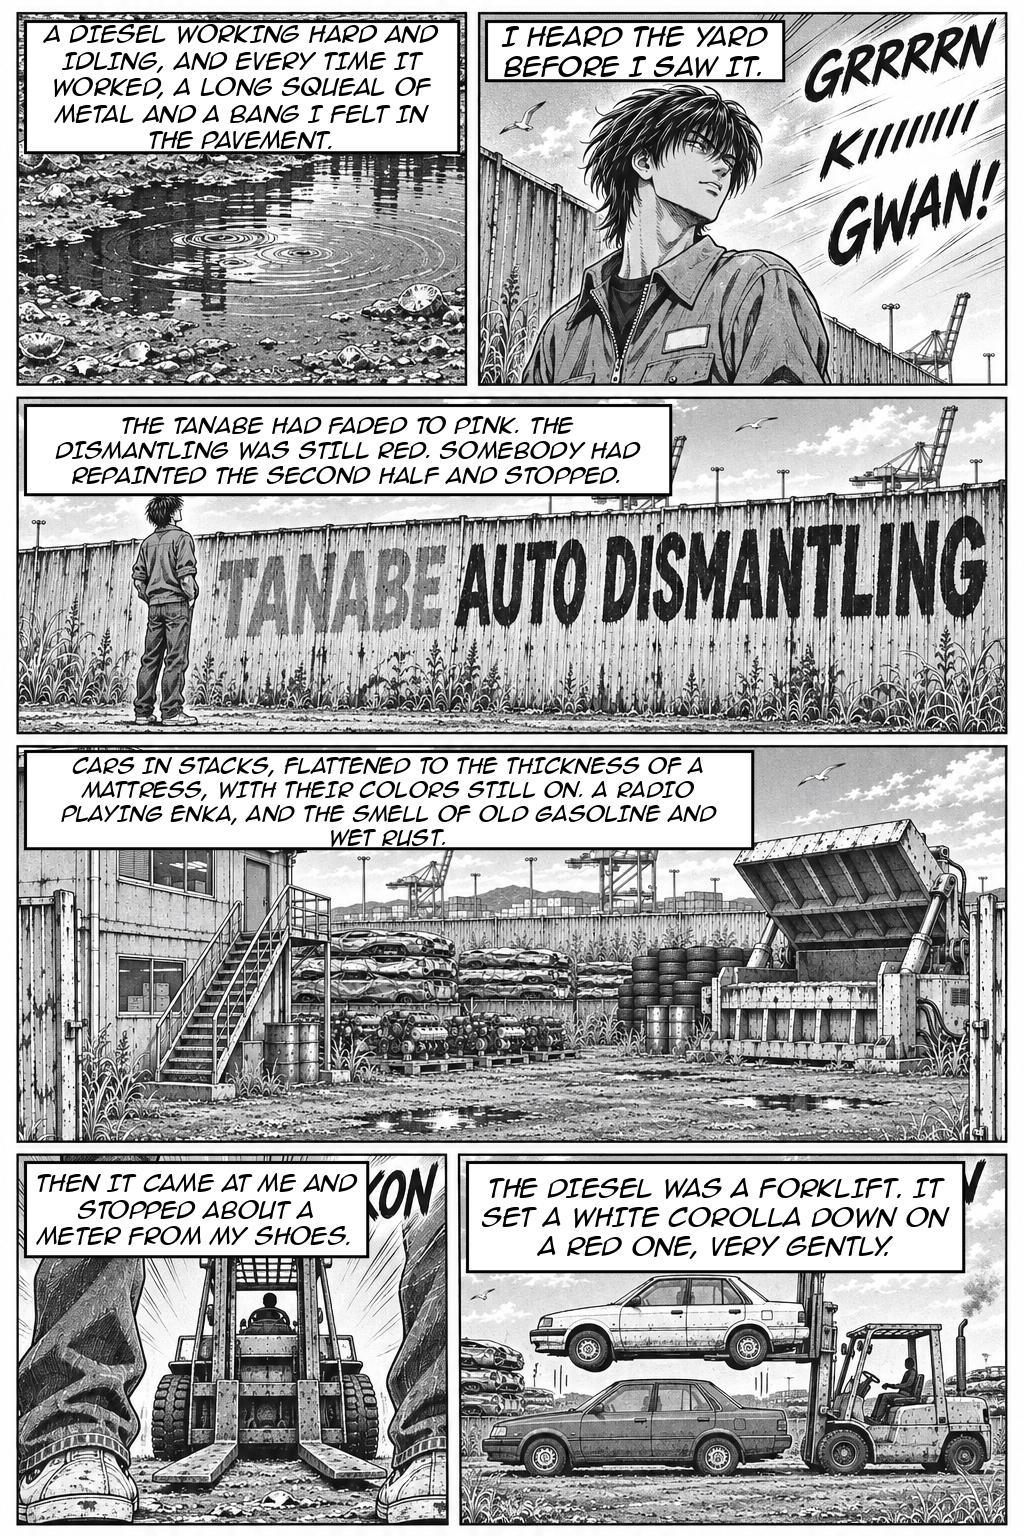 I HEARD THE YARD
BEFORE I SAW IT.
GRRRRN
KIIIIIIII
GWAN!
A DIESEL WORKING HARD AND
IDLING, AND EVERY TIME IT
WORKED, A LONG SQUEAL OF
METAL AND A BANG I FELT IN
THE PAVEMENT.
THE TANABE HAD FADED TO PINK. THE
DISMANTLING WAS STILL RED. SOMEBODY HAD
REPAINTED THE SECOND HALF AND STOPPED.
TANABE AUTO DISMANTLING
CARS IN STACKS, FLATTENED TO THE THICKNESS OF A
MATTRESS, WITH THEIR COLORS STILL ON. A RADIO
PLAYING ENKA, AND THE SMELL OF OLD GASOLINE AND
WET RUST.
THE DIESEL WAS A FORKLIFT. IT
SET A WHITE COROLLA DOWN ON
A RED ONE, VERY GENTLY.
THEN IT CAME AT ME AND
STOPPED ABOUT A
METER FROM MY SHOES.
KON